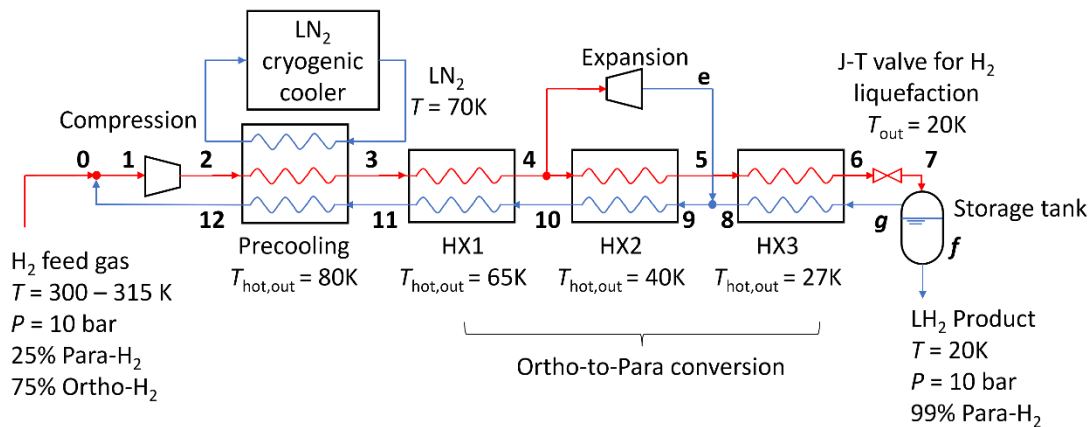 LN2
cryogenic
cooler
LN2
T = 70K
Compression
Expansion
e
J-T valve for H2
liquefaction
Tout = 20K
0
1
2
3
4
5
6
7
12
11
10
9
8
g
f
Storage tank
Precooling
Thot,out = 80K
HX1
Thot,out = 65K
HX2
Thot,out = 40K
HX3
Thot,out = 27K
H2 feed gas
T = 300 – 315 K
P = 10 bar
25% Para-H2
75% Ortho-H2
Ortho-to-Para conversion
LH2 Product
T = 20K
P = 10 bar
99% Para-H2